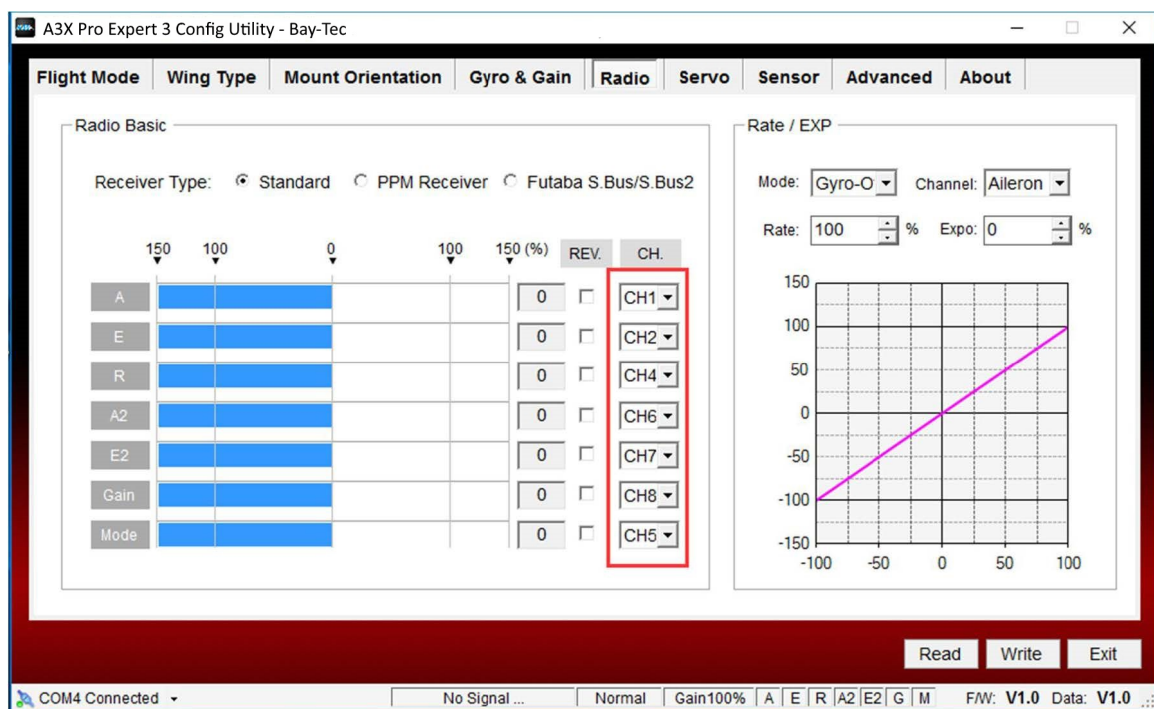 A3X Pro Expert 3 Config Utility - Bay-Tec
Flight Mode Wing Type Mount Orientation Gyro & Gain Radio Servo Sensor Advanced About
Radio Basic
Receiver Type: Standard PPM Receiver Futaba S.Bus/S.Bus2
150 100 0 100 150 (%) REV. CH.
A 0 CH1
E 0 CH2
R 0 CH4
A2 0 CH6
E2 0 CH7
Gain 0 CH8
Mode 0 CH5
Rate / EXP
Mode: Gyro-O Channel: Aileron
Rate: 100 % Expo: 0 %
150
100
50
0
-50
-100
-150
-100 -50 0 50 100
Read Write Exit
COM4 Connected No Signal ... Normal Gain100% A E R A2 E2 G M F/W: V1.0 Data: V1.0